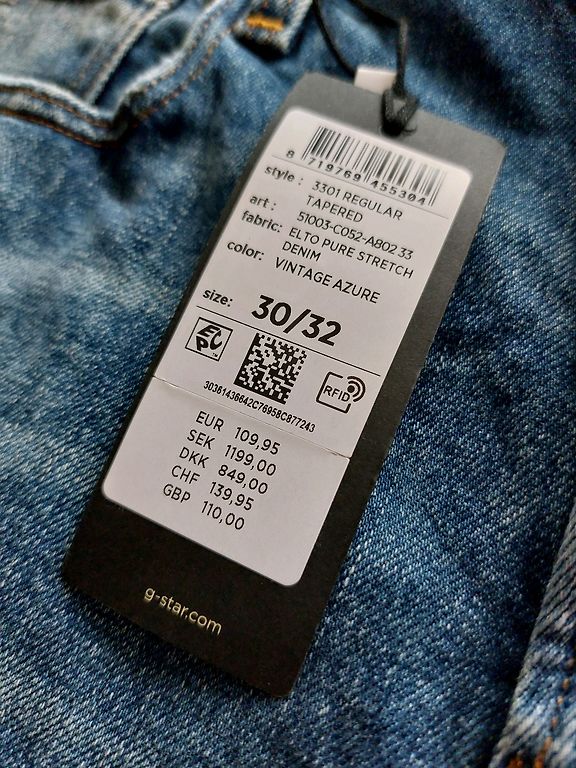 8 719769 455304
style : 3301 REGULAR
TAPERED
art : 51003-C052-A802 33
fabric: ELTO PURE STRETCH
DENIM
color: VINTAGE AZURE
size: 30/32
EPC™
RFID
30361436642C76958C877243
EUR 109,95
SEK 1199,00
DKK 849,00
CHF 139,95
GBP 110,00
g-star.com